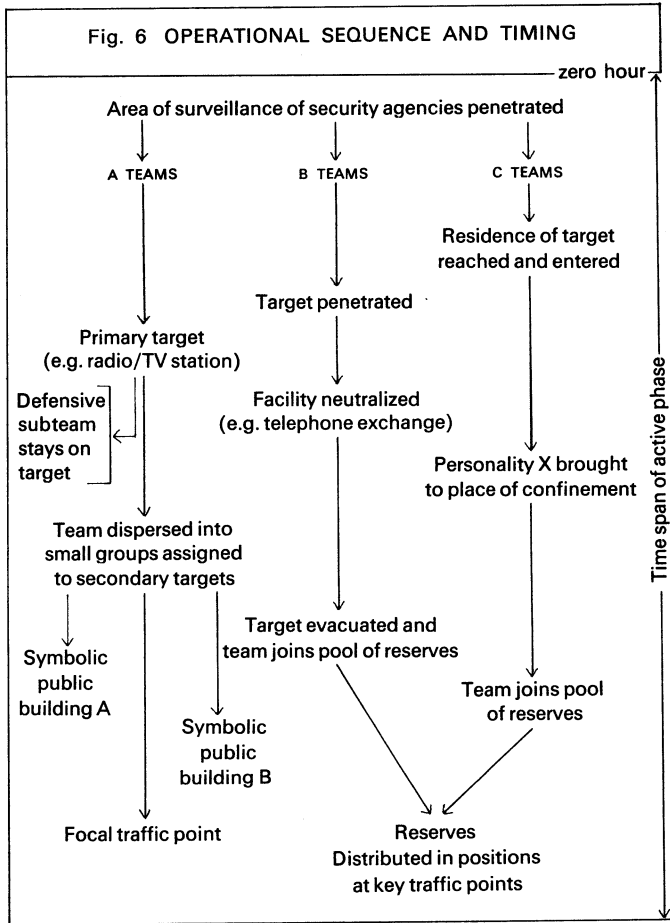 Fig. 6 OPERATIONAL SEQUENCE AND TIMING
zero hour
Area of surveillance of security agencies penetrated
A TEAMS
B TEAMS
C TEAMS
Residence of target
reached and entered
Target penetrated
Primary target
(e.g. radio/TV station)
Defensive
subteam
stays on
target
Facility neutralized
(e.g. telephone exchange)
Personality X brought
to place of confinement
Time span of active phase
Team dispersed into
small groups assigned
to secondary targets
Target evacuated and
team joins pool of reserves
Symbolic
public
building A
Team joins pool
of reserves
Symbolic
public
building B
Focal traffic point
Reserves
Distributed in positions
at key traffic points